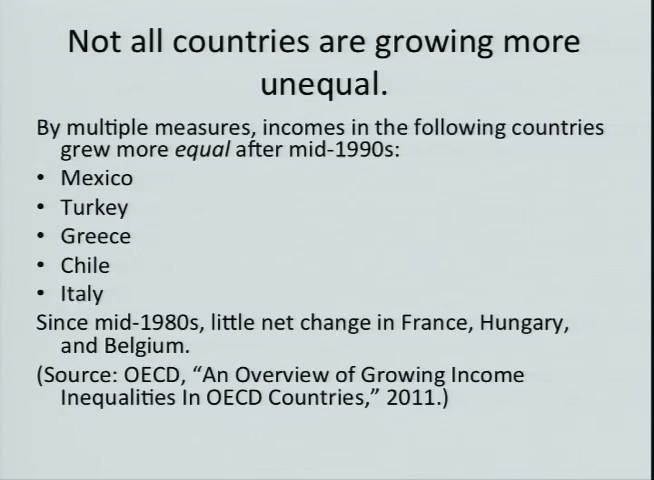 Not all countries are growing more
unequal.
By multiple measures, incomes in the following countries
grew more equal after mid-1990s:
• Mexico
• Turkey
• Greece
• Chile
• Italy
Since mid-1980s, little net change in France, Hungary,
and Belgium.
(Source: OECD, “An Overview of Growing Income
Inequalities In OECD Countries,” 2011.)